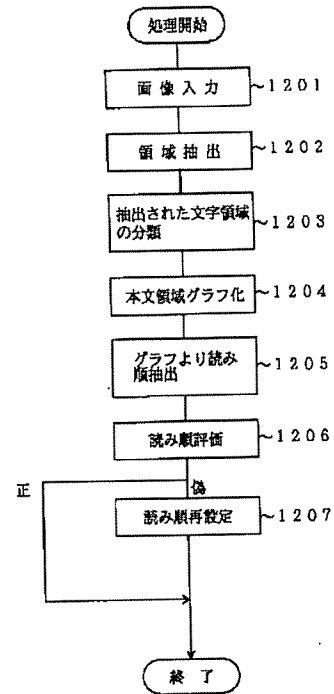 処理開始
画像入力 ~1201
領域抽出 ~1202
抽出された文字領域
の分類 ~1203
本文領域グラフ化 ~1204
グラフより読み
順抽出 ~1205
読み順評価 ~1206
正 偽
読み順再設定 ~1207
終了